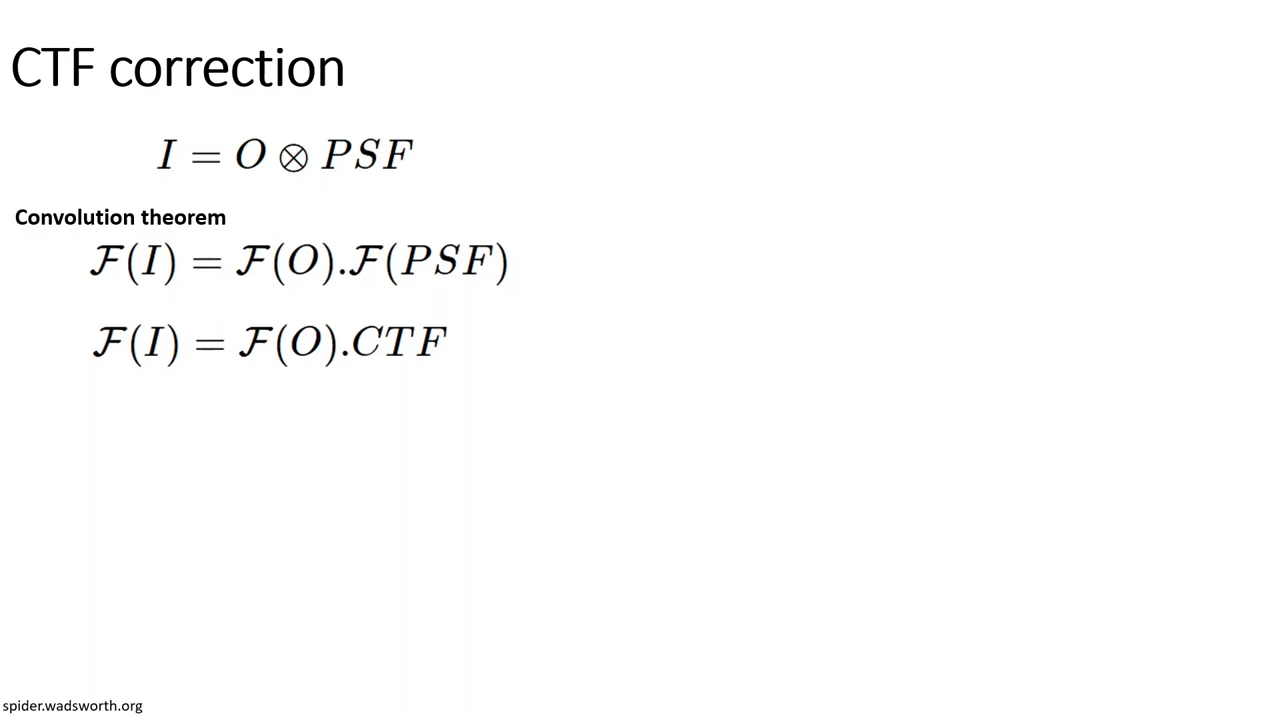 CTF correction
I = O ⊗ PSF
Convolution theorem
ℱ(I) = ℱ(O).ℱ(PSF)
ℱ(I) = ℱ(O).CTF
spider.wadsworth.org